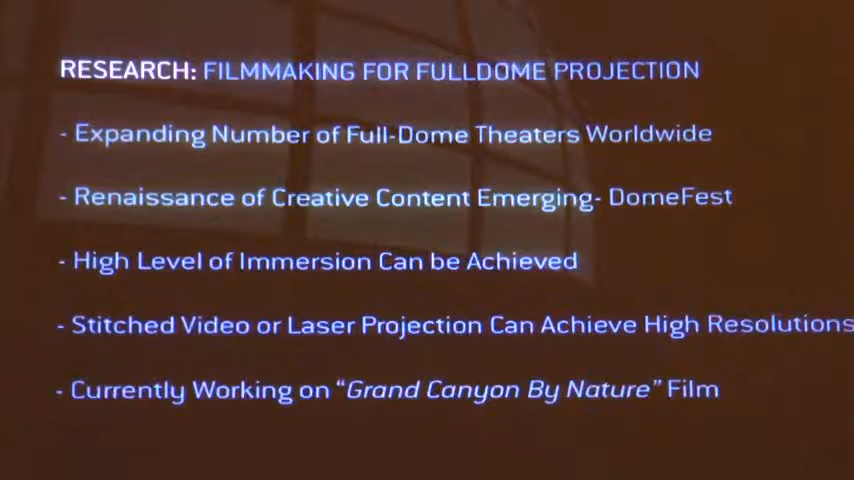 RESEARCH: FILMMAKING FOR FULLDOME PROJECTION
- Expanding Number of Full-Dome Theaters Worldwide
- Renaissance of Creative Content Emerging- DomeFest
- High Level of Immersion Can be Achieved
- Stitched Video or Laser Projection Can Achieve High Resolutions
- Currently Working on “Grand Canyon By Nature” Film